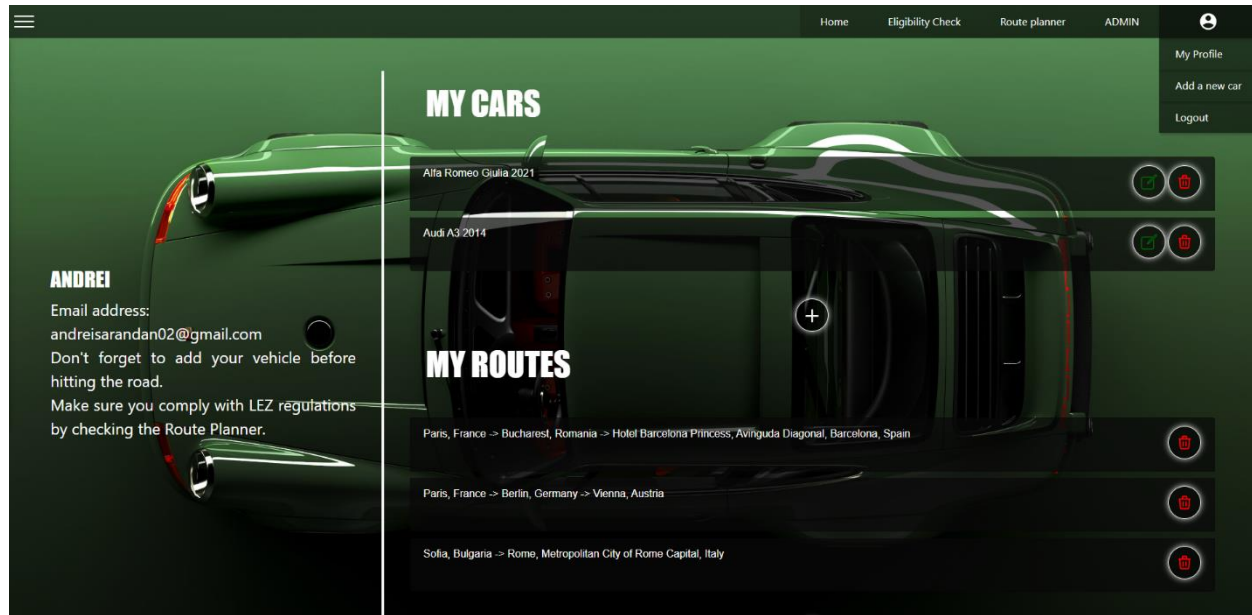 Home Eligibility Check Route planner ADMIN
My Profile
Add a new car
Logout
MY CARS
Alfa Romeo Giulia 2021
Audi A3 2014
ANDREI
Email address:
andreisarandan02@gmail.com
Don't forget to add your vehicle before
hitting the road.
Make sure you comply with LEZ regulations
by checking the Route Planner.
MY ROUTES
Paris, France -> Bucharest, Romania -> Hotel Barcelona Princess, Avinguda Diagonal, Barcelona, Spain
Paris, France -> Berlin, Germany -> Vienna, Austria
Sofia, Bulgaria -> Rome, Metropolitan City of Rome Capital, Italy